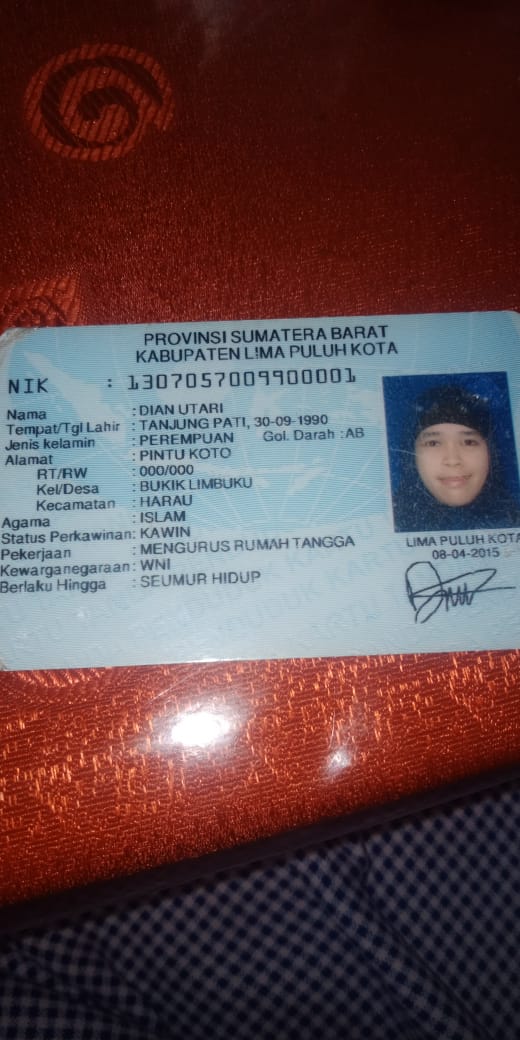 PROVINSI SUMATERA BARAT
KABUPATEN LIMA PULUH KOTA
NIK : 1307057009900001
Nama : DIAN UTARI
Tempat/Tgl Lahir : TANJUNG PATI, 30-09-1990
Jenis kelamin : PEREMPUAN Gol. Darah : AB
Alamat : PINTU KOTO
RT/RW : 000/000
Kel/Desa : BUKIK LIMBUKU
Kecamatan : HARAU
Agama : ISLAM
Status Perkawinan: KAWIN
Pekerjaan : MENGURUS RUMAH TANGGA
Kewarganegaraan: WNI
Berlaku Hingga : SEUMUR HIDUP
LIMA PULUH KOTA
08-04-2015